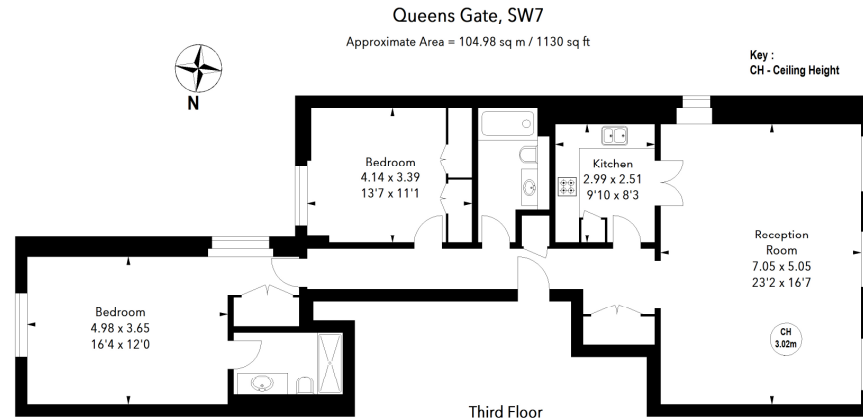 Queens Gate, SW7
Approximate Area = 104.98 sq m / 1130 sq ft
Key :
CH - Ceiling Height
N
Bedroom
4.14 x 3.39
13'7 x 11'1
Kitchen
2.99 x 2.51
9'10 x 8'3
Reception
Room
7.05 x 5.05
23'2 x 16'7
CH
3.02m
Bedroom
4.98 x 3.65
16'4 x 12'0
Third Floor